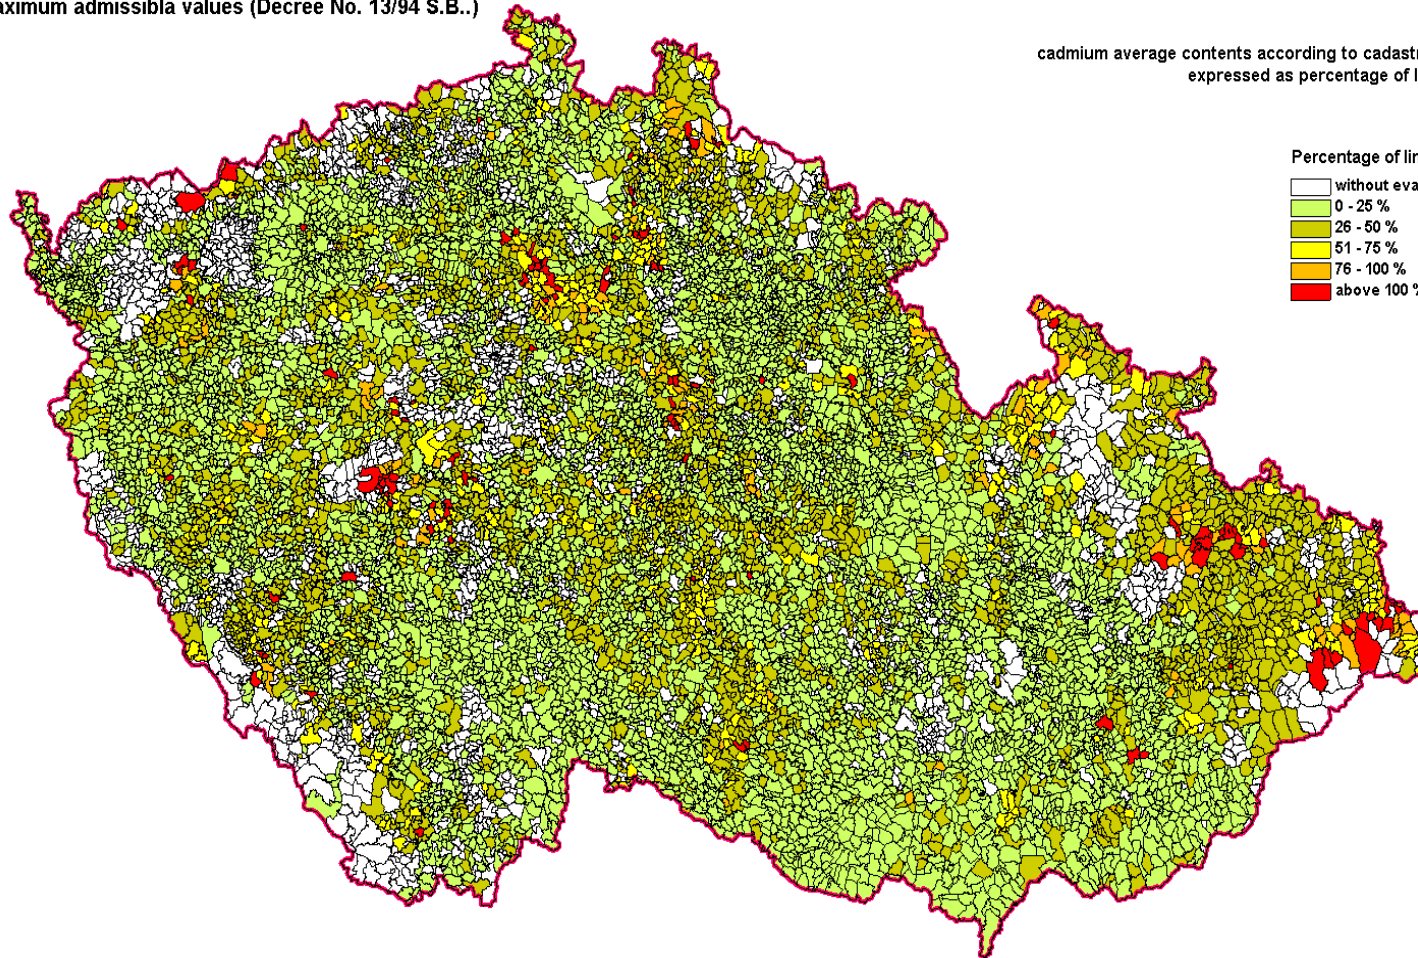 aximum admissibla values (Decree No. 13/94 S.B..)
cadmium average contents according to cadastr
expressed as percentage of l
Percentage of lin
without eva
0 - 25 %
26 - 50 %
51 - 75 %
76 - 100 %
above 100 %